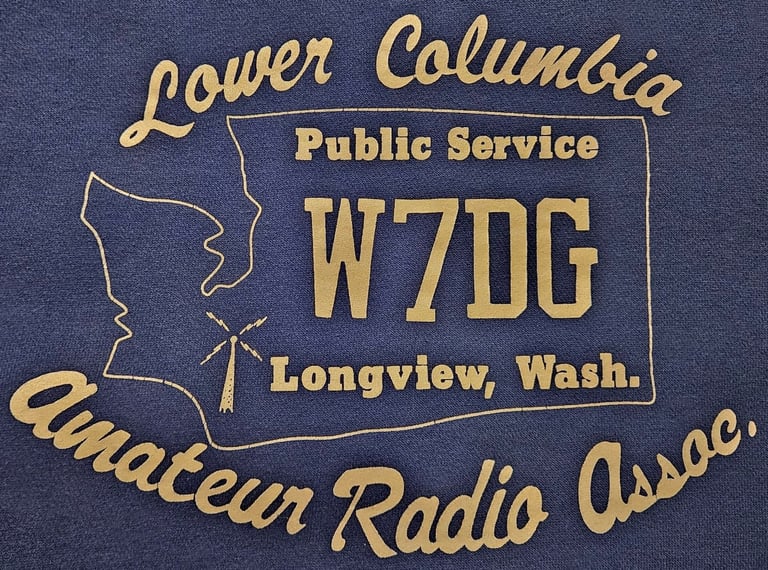 Lower Columbia
Public Service
W7DG
Longview, Wash.
Amateur Radio Assoc.